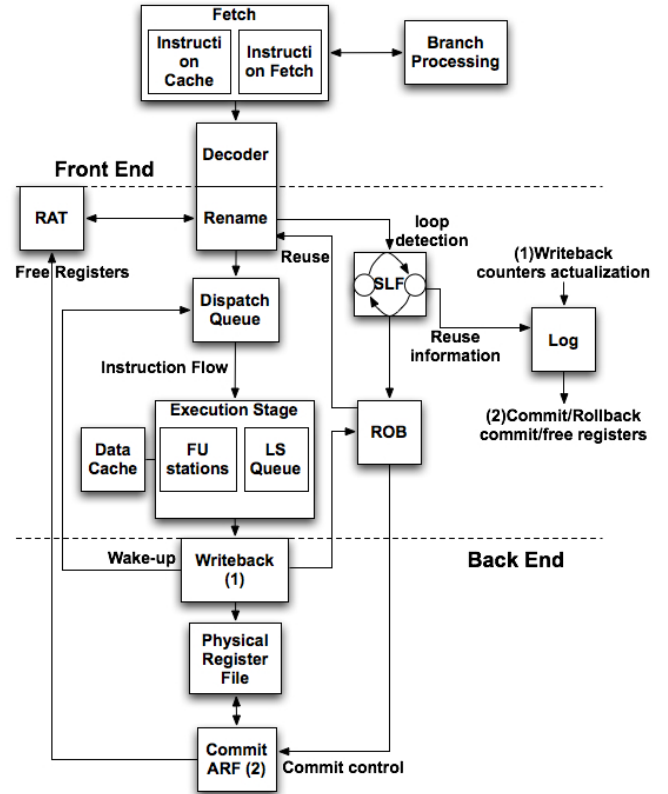 Fetch
Instructi
on
Cache
Instructi
on Fetch
Branch
Processing
Decoder
Front End
RAT
Rename
loop
detection
Free Registers
Reuse
(1)Writeback
counters actualization
SLF
Dispatch
Queue
Reuse
information
Log
Instruction Flow
(2)Commit/Rollback
commit/free registers
Execution Stage
ROB
Data
Cache
FU
stations
LS
Queue
Wake-up
Writeback
(1)
Back End
Physical
Register
File
Commit
ARF (2)
Commit control